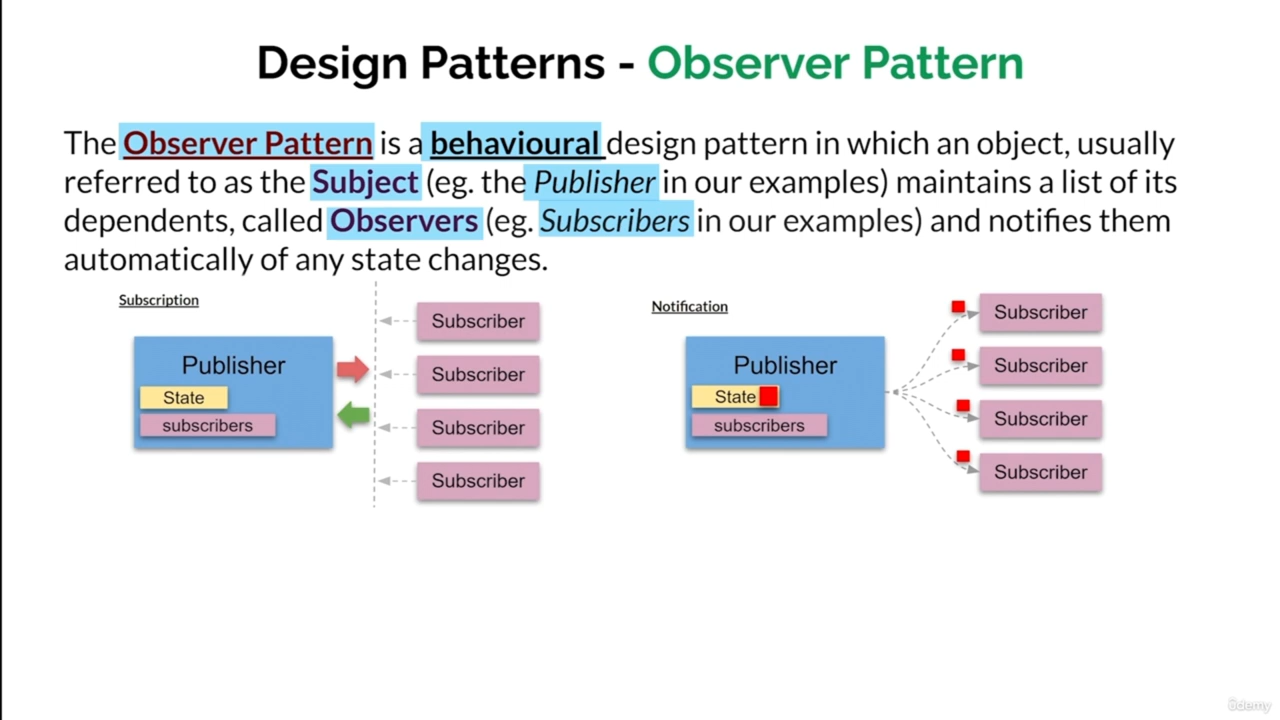 Design Patterns - Observer Pattern
The Observer Pattern is a behavioural design pattern in which an object, usually
referred to as the Subject (eg. the Publisher in our examples) maintains a list of its
dependents, called Observers (eg. Subscribers in our examples) and notifies them
automatically of any state changes.
Subscription
Publisher
State
subscribers
Subscriber
Subscriber
Subscriber
Subscriber
Notification
Publisher
State
subscribers
Subscriber
Subscriber
Subscriber
Subscriber
ûdemy